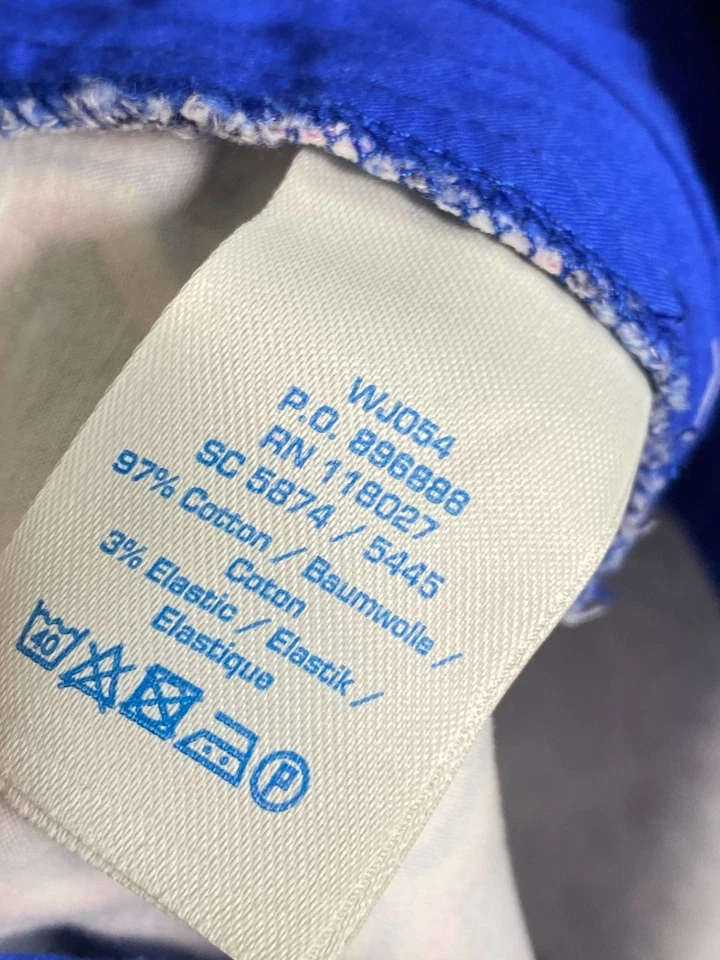 WJ054
P.O. 896888
RN 118027
SC 5874 / 5445
97% Cotton / Baumwolle /
Coton
3% Elastic / Elastik /
Elastique
40 P